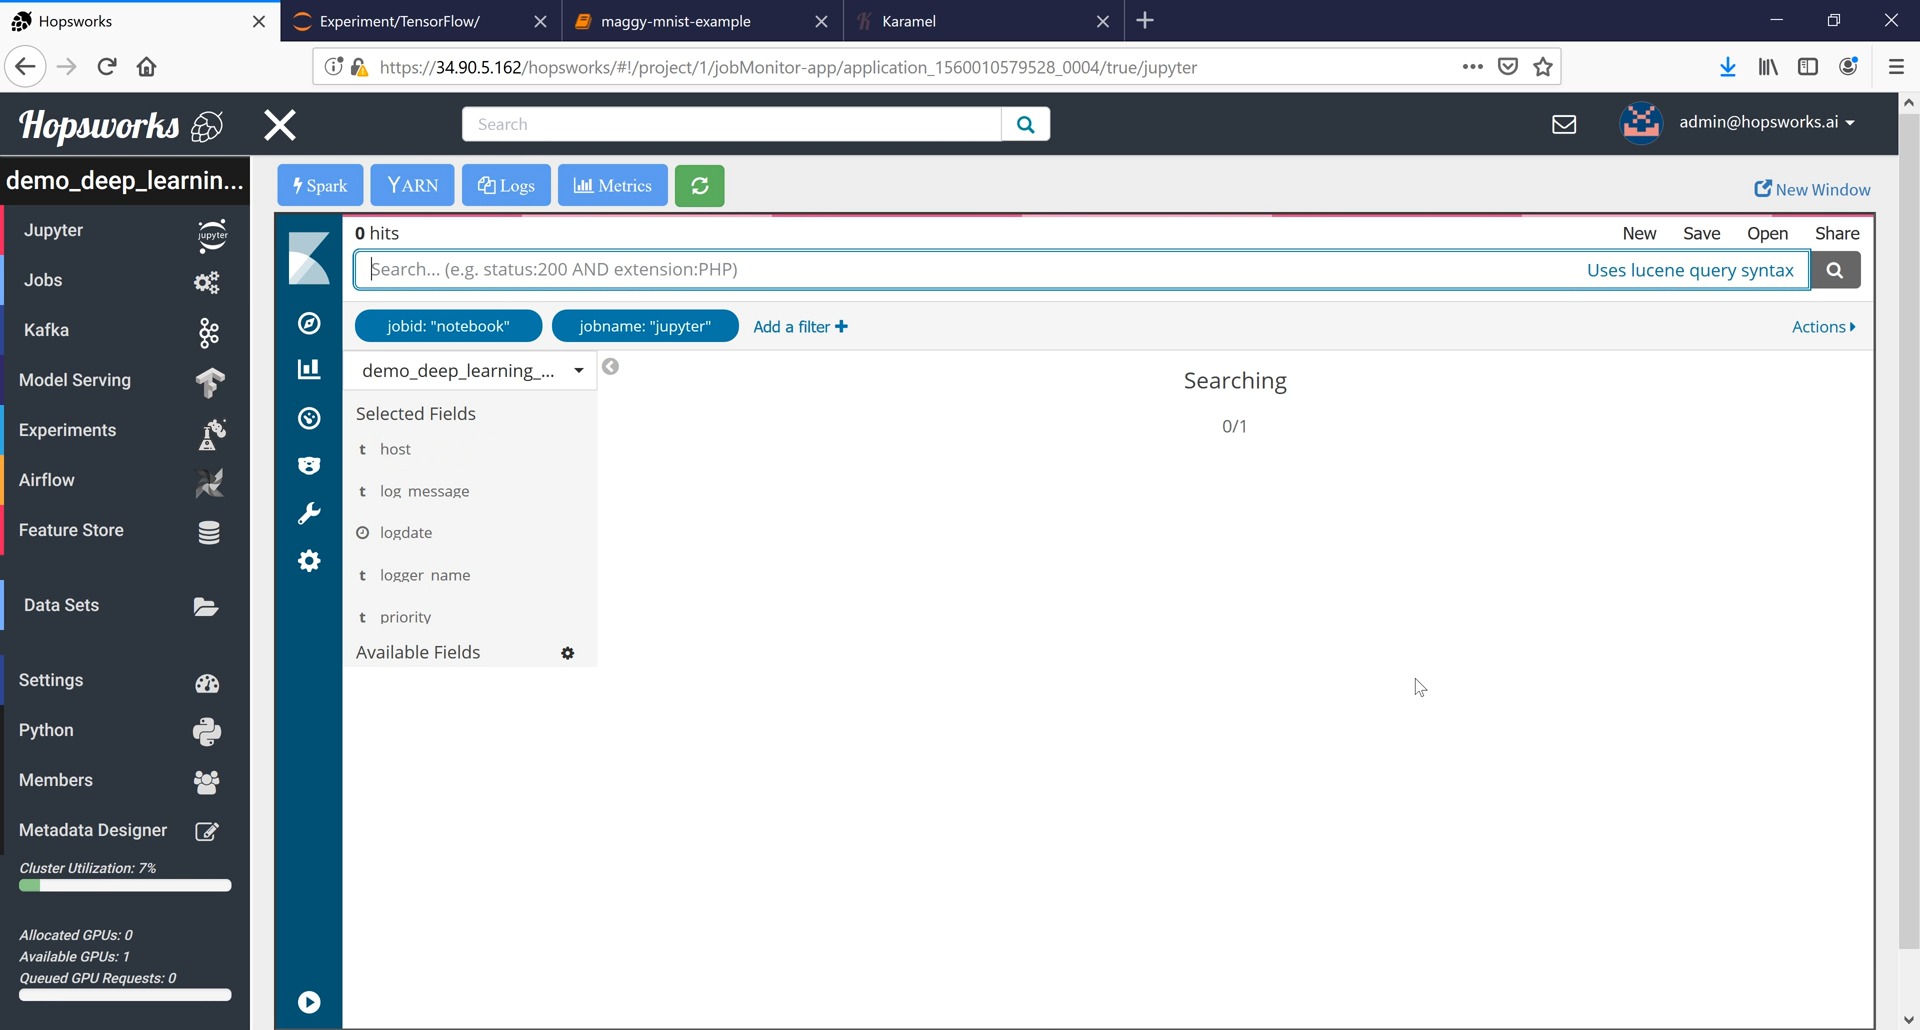 Hopsworks
Experiment/TensorFlow/
maggy-mnist-example
Karamel
https://34.90.5.162/hopsworks/#!/project/1/jobMonitor-app/application_1560010579528_0004/true/jupyter
Hopsworks
Search
admin@hopsworks.ai
demo_deep_learnin...
Jupyter
jupyter
Jobs
Kafka
Model Serving
Experiments
Airflow
Feature Store
Data Sets
Settings
Python
Members
Metadata Designer
Cluster Utilization: 7%
Allocated GPUs: 0
Available GPUs: 1
Queued GPU Requests: 0
Spark
YARN
Logs
Metrics
New Window
0 hits
New Save Open Share
Search... (e.g. status:200 AND extension:PHP)
Uses lucene query syntax
jobid: "notebook"
jobname: "jupyter"
Add a filter +
Actions
demo_deep_learning_...
Selected Fields
t host
t log_message
logdate
t logger_name
t priority
Available Fields
Searching
0/1